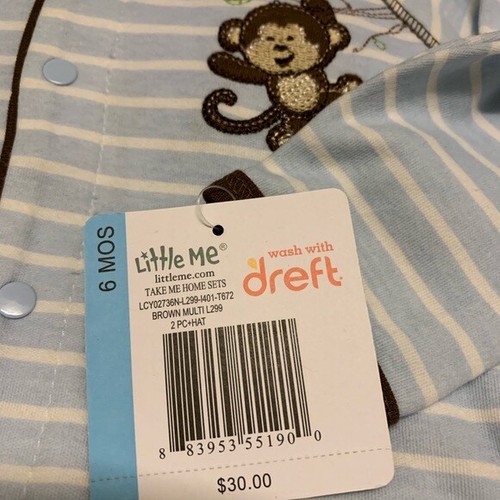 6 MOS
Little Me®
littleme.com
TAKE ME HOME SETS
LCY02736N-L299-I401-T672
BROWN MULTI L299
2 PC+HAT
wash with
dreft.
8 83953 55190 0
$30.00